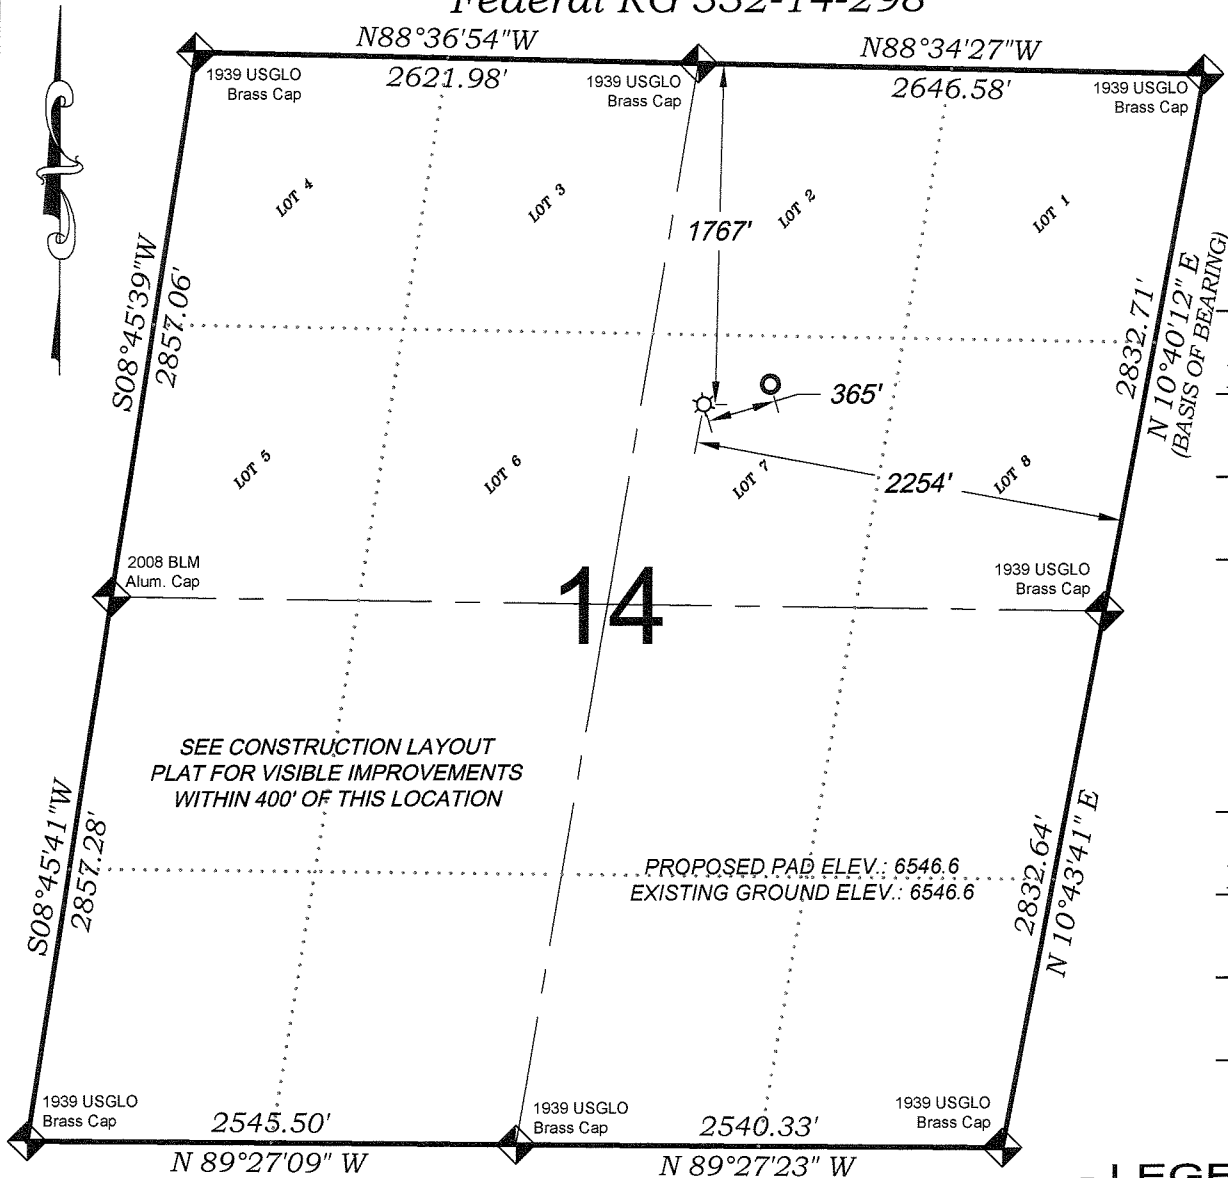 Federal RG 332-14-298
N88°36'54"W
N88°34'27"W
1939 USGLO
Brass Cap
2621.98'
1939 USGLO
Brass Cap
2646.58'
1939 USGLO
Brass Cap
LOT 4
LOT 3
LOT 2
LOT 1
1767'
S08°45'39"W
2857.06'
2832.71'
N 10°40'12" E
(BASIS OF BEARING)
365'
LOT 5
LOT 6
LOT 7
LOT 8
2254'
2008 BLM
Alum. Cap
14
1939 USGLO
Brass Cap
SEE CONSTRUCTION LAYOUT
PLAT FOR VISIBLE IMPROVEMENTS
WITHIN 400' OF THIS LOCATION
S08°45'41"W
2857.28'
PROPOSED PAD ELEV.: 6546.6
EXISTING GROUND ELEV.: 6546.6
2832.64'
N 10°43'41" E
1939 USGLO
Brass Cap
2545.50'
1939 USGLO
Brass Cap
2540.33'
1939 USGLO
Brass Cap
N 89°27'09" W
N 89°27'23" W